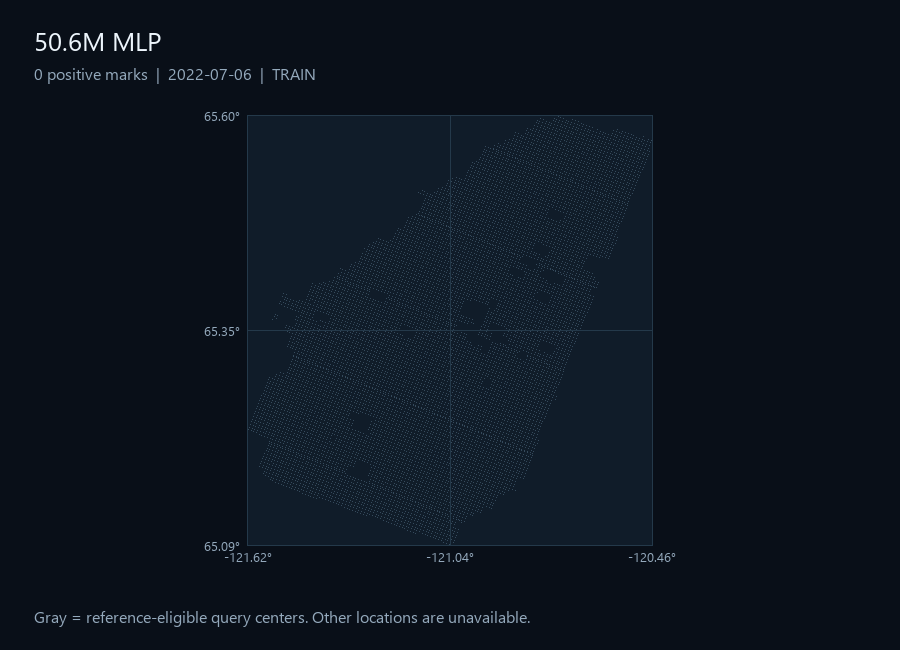 50.6M MLP
0 positive marks | 2022-07-06 | TRAIN
65.60°
65.35°
65.09°
-121.62°
-121.04°
-120.46°
Gray = reference-eligible query centers. Other locations are unavailable.